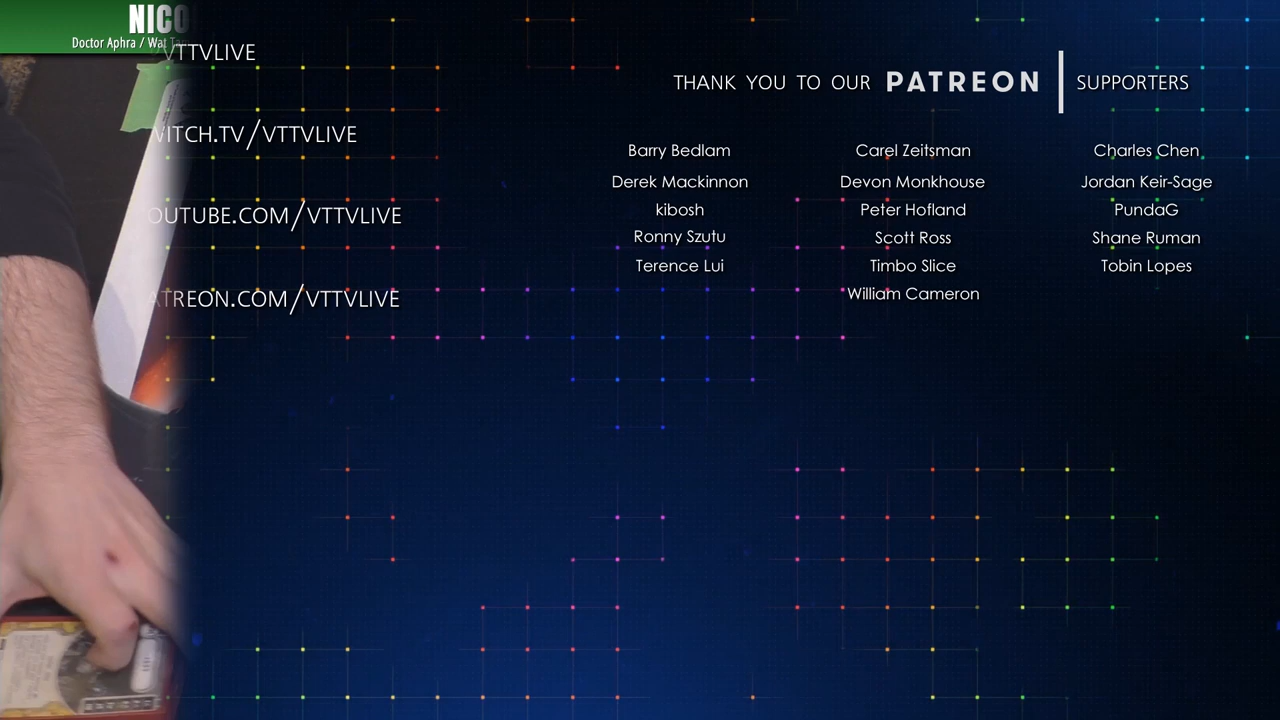 NICO
Doctor Aphra / Wat
VTTVLIVE
WITCH.TV/VTTVLIVE
OUTUBE.COM/VTTVLIVE
ATREON.COM/VTTVLIVE
THANK YOU TO OUR PATREON SUPPORTERS
Barry Bedlam Carel Zeitsman Charles Chen
Derek Mackinnon Devon Monkhouse Jordan Keir-Sage
kibosh Peter Hofland PundaG
Ronny Szutu Scott Ross Shane Ruman
Terence Lui Timbo Slice Tobin Lopes
William Cameron